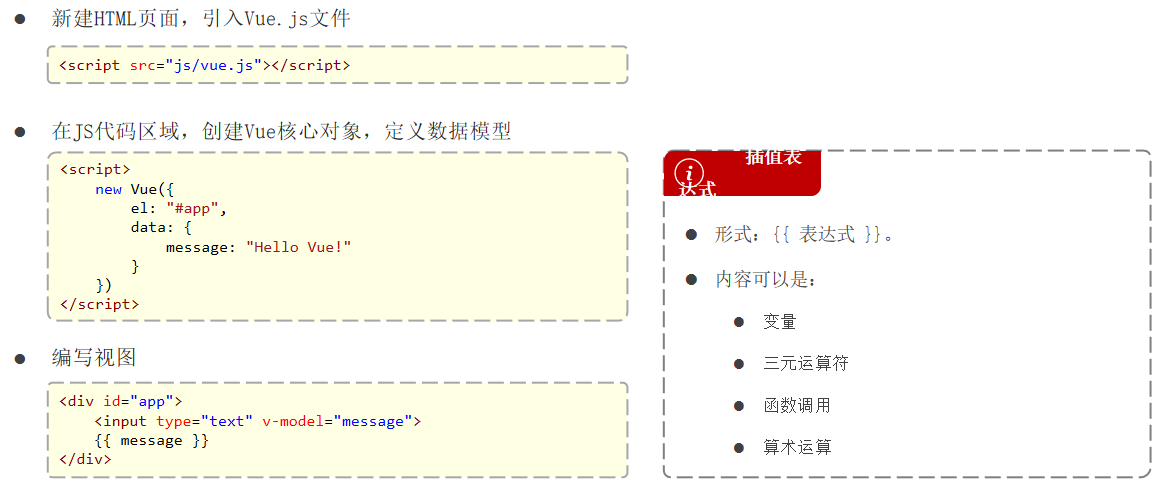 新建HTML页面，引入Vue.js文件
<script src="js/vue.js"></script>
在JS代码区域，创建Vue核心对象，定义数据模型
<script>
    new Vue({
        el: "#app",
        data: {
            message: "Hello Vue!"
        }
    })
</script>
编写视图
<div id="app">
    <input type="text" v-model="message">
    {{ message }}
</div>
插值表
达式
形式：{{ 表达式 }}。
内容可以是：
变量
三元运算符
函数调用
算术运算